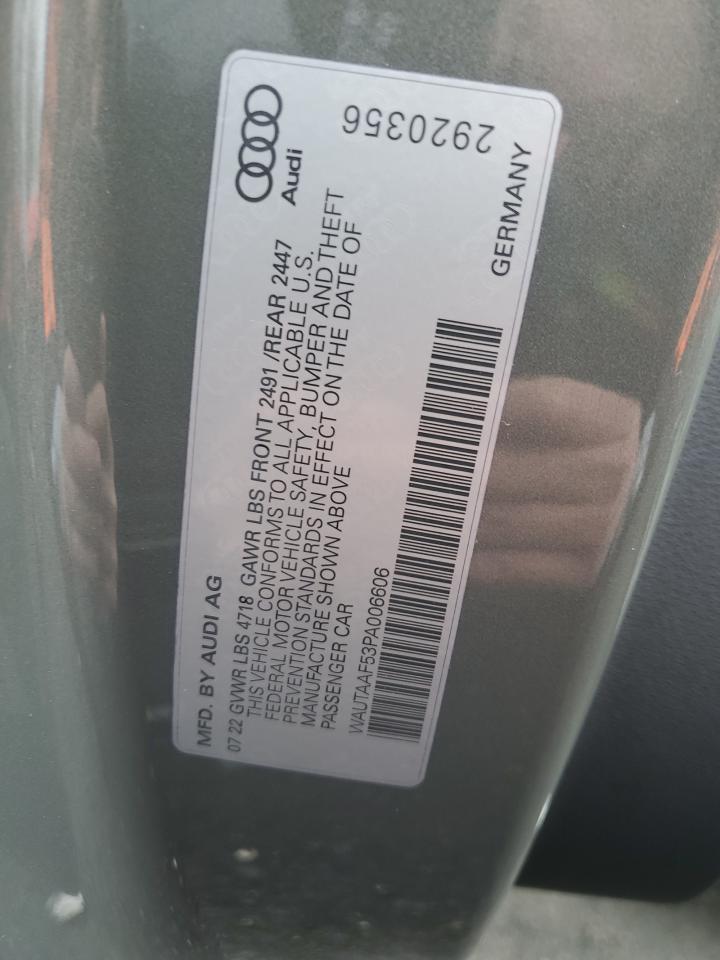 MFD. BY AUDI AG
07 22 GVWR LBS 4718 GAWR LBS FRONT 2491 /REAR 2447
THIS VEHICLE CONFORMS TO ALL APPLICABLE U.S.
FEDERAL MOTOR VEHICLE SAFETY, BUMPER AND THEFT
PREVENTION STANDARDS IN EFFECT ON THE DATE OF
MANUFACTURE SHOWN ABOVE
PASSENGER CAR
WAUTAAF53PA006606
Audi
2920356
GERMANY